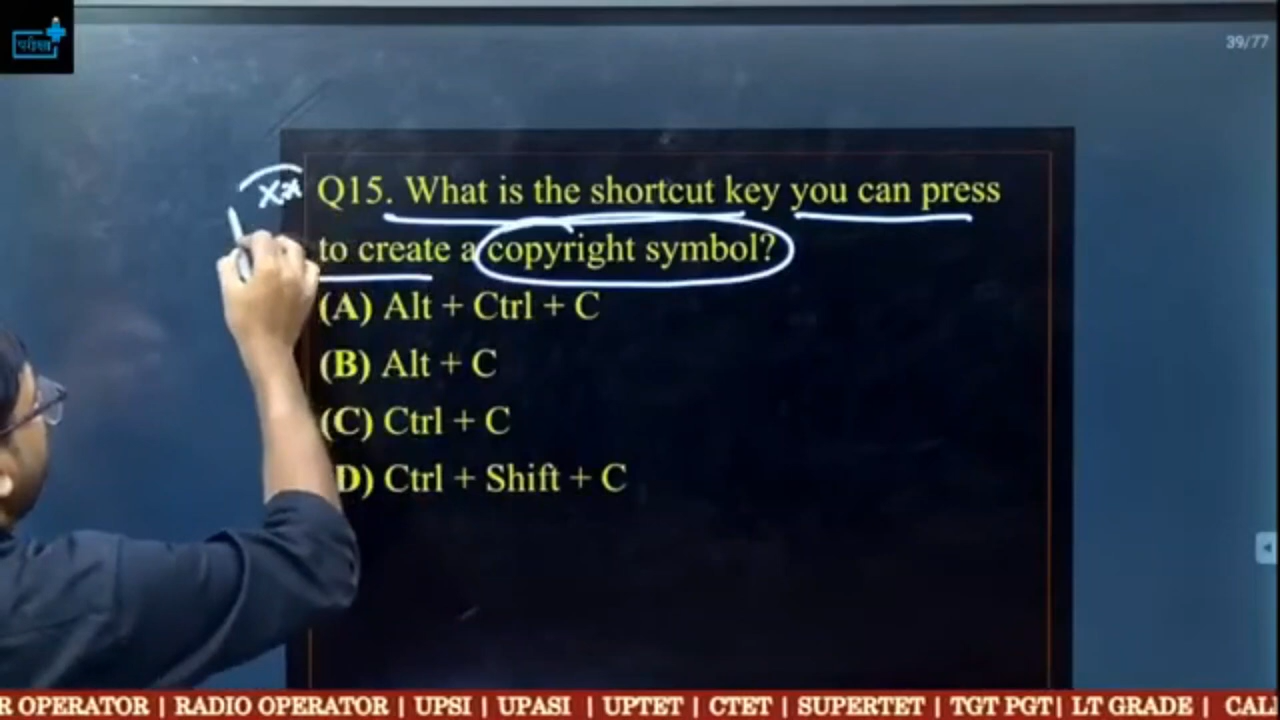 परीक्षा
39/77
Q15. What is the shortcut key you can press
to create a copyright symbol?
(A) Alt + Ctrl + C
(B) Alt + C
(C) Ctrl + C
D) Ctrl + Shift + C
R OPERATOR | RADIO OPERATOR | UPSI | UPASI | UPTET | CTET | SUPERTET | TGT PGT | LT GRADE | CAL